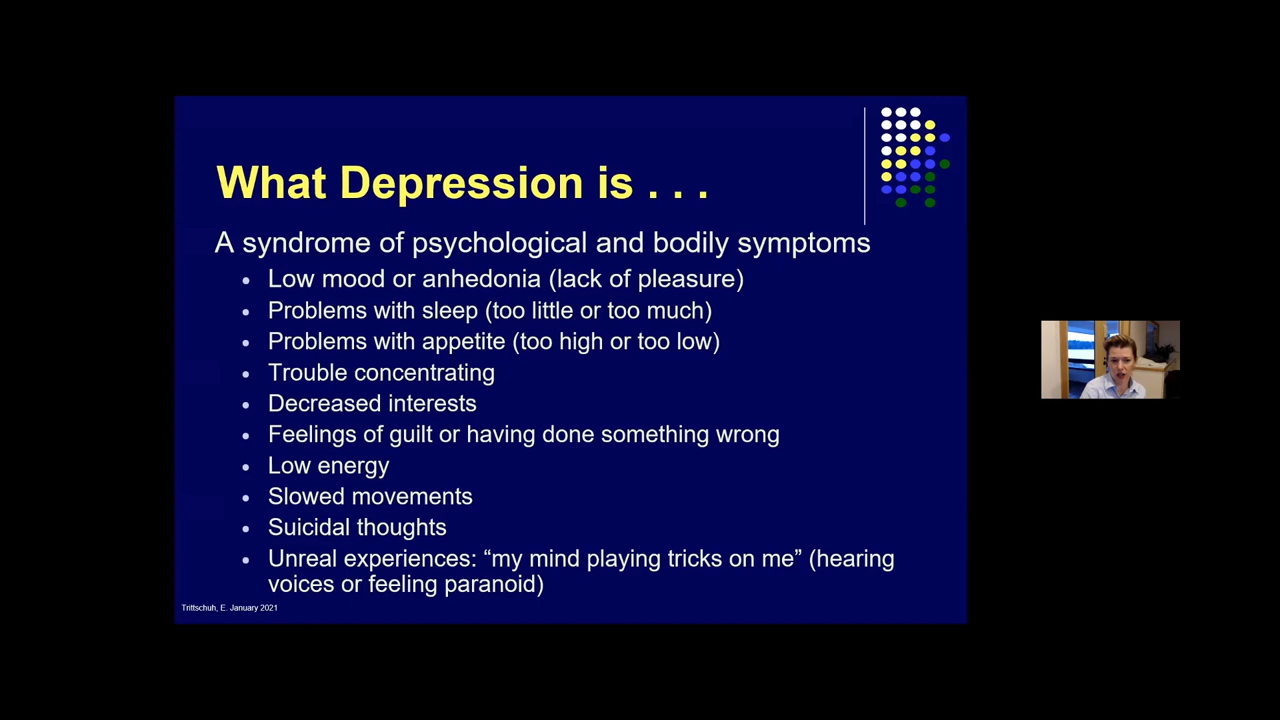 What Depression is . . .
A syndrome of psychological and bodily symptoms
• Low mood or anhedonia (lack of pleasure)
• Problems with sleep (too little or too much)
• Problems with appetite (too high or too low)
• Trouble concentrating
• Decreased interests
• Feelings of guilt or having done something wrong
• Low energy
• Slowed movements
• Suicidal thoughts
• Unreal experiences: “my mind playing tricks on me” (hearing
voices or feeling paranoid)
Trittschuh, E. January 2021